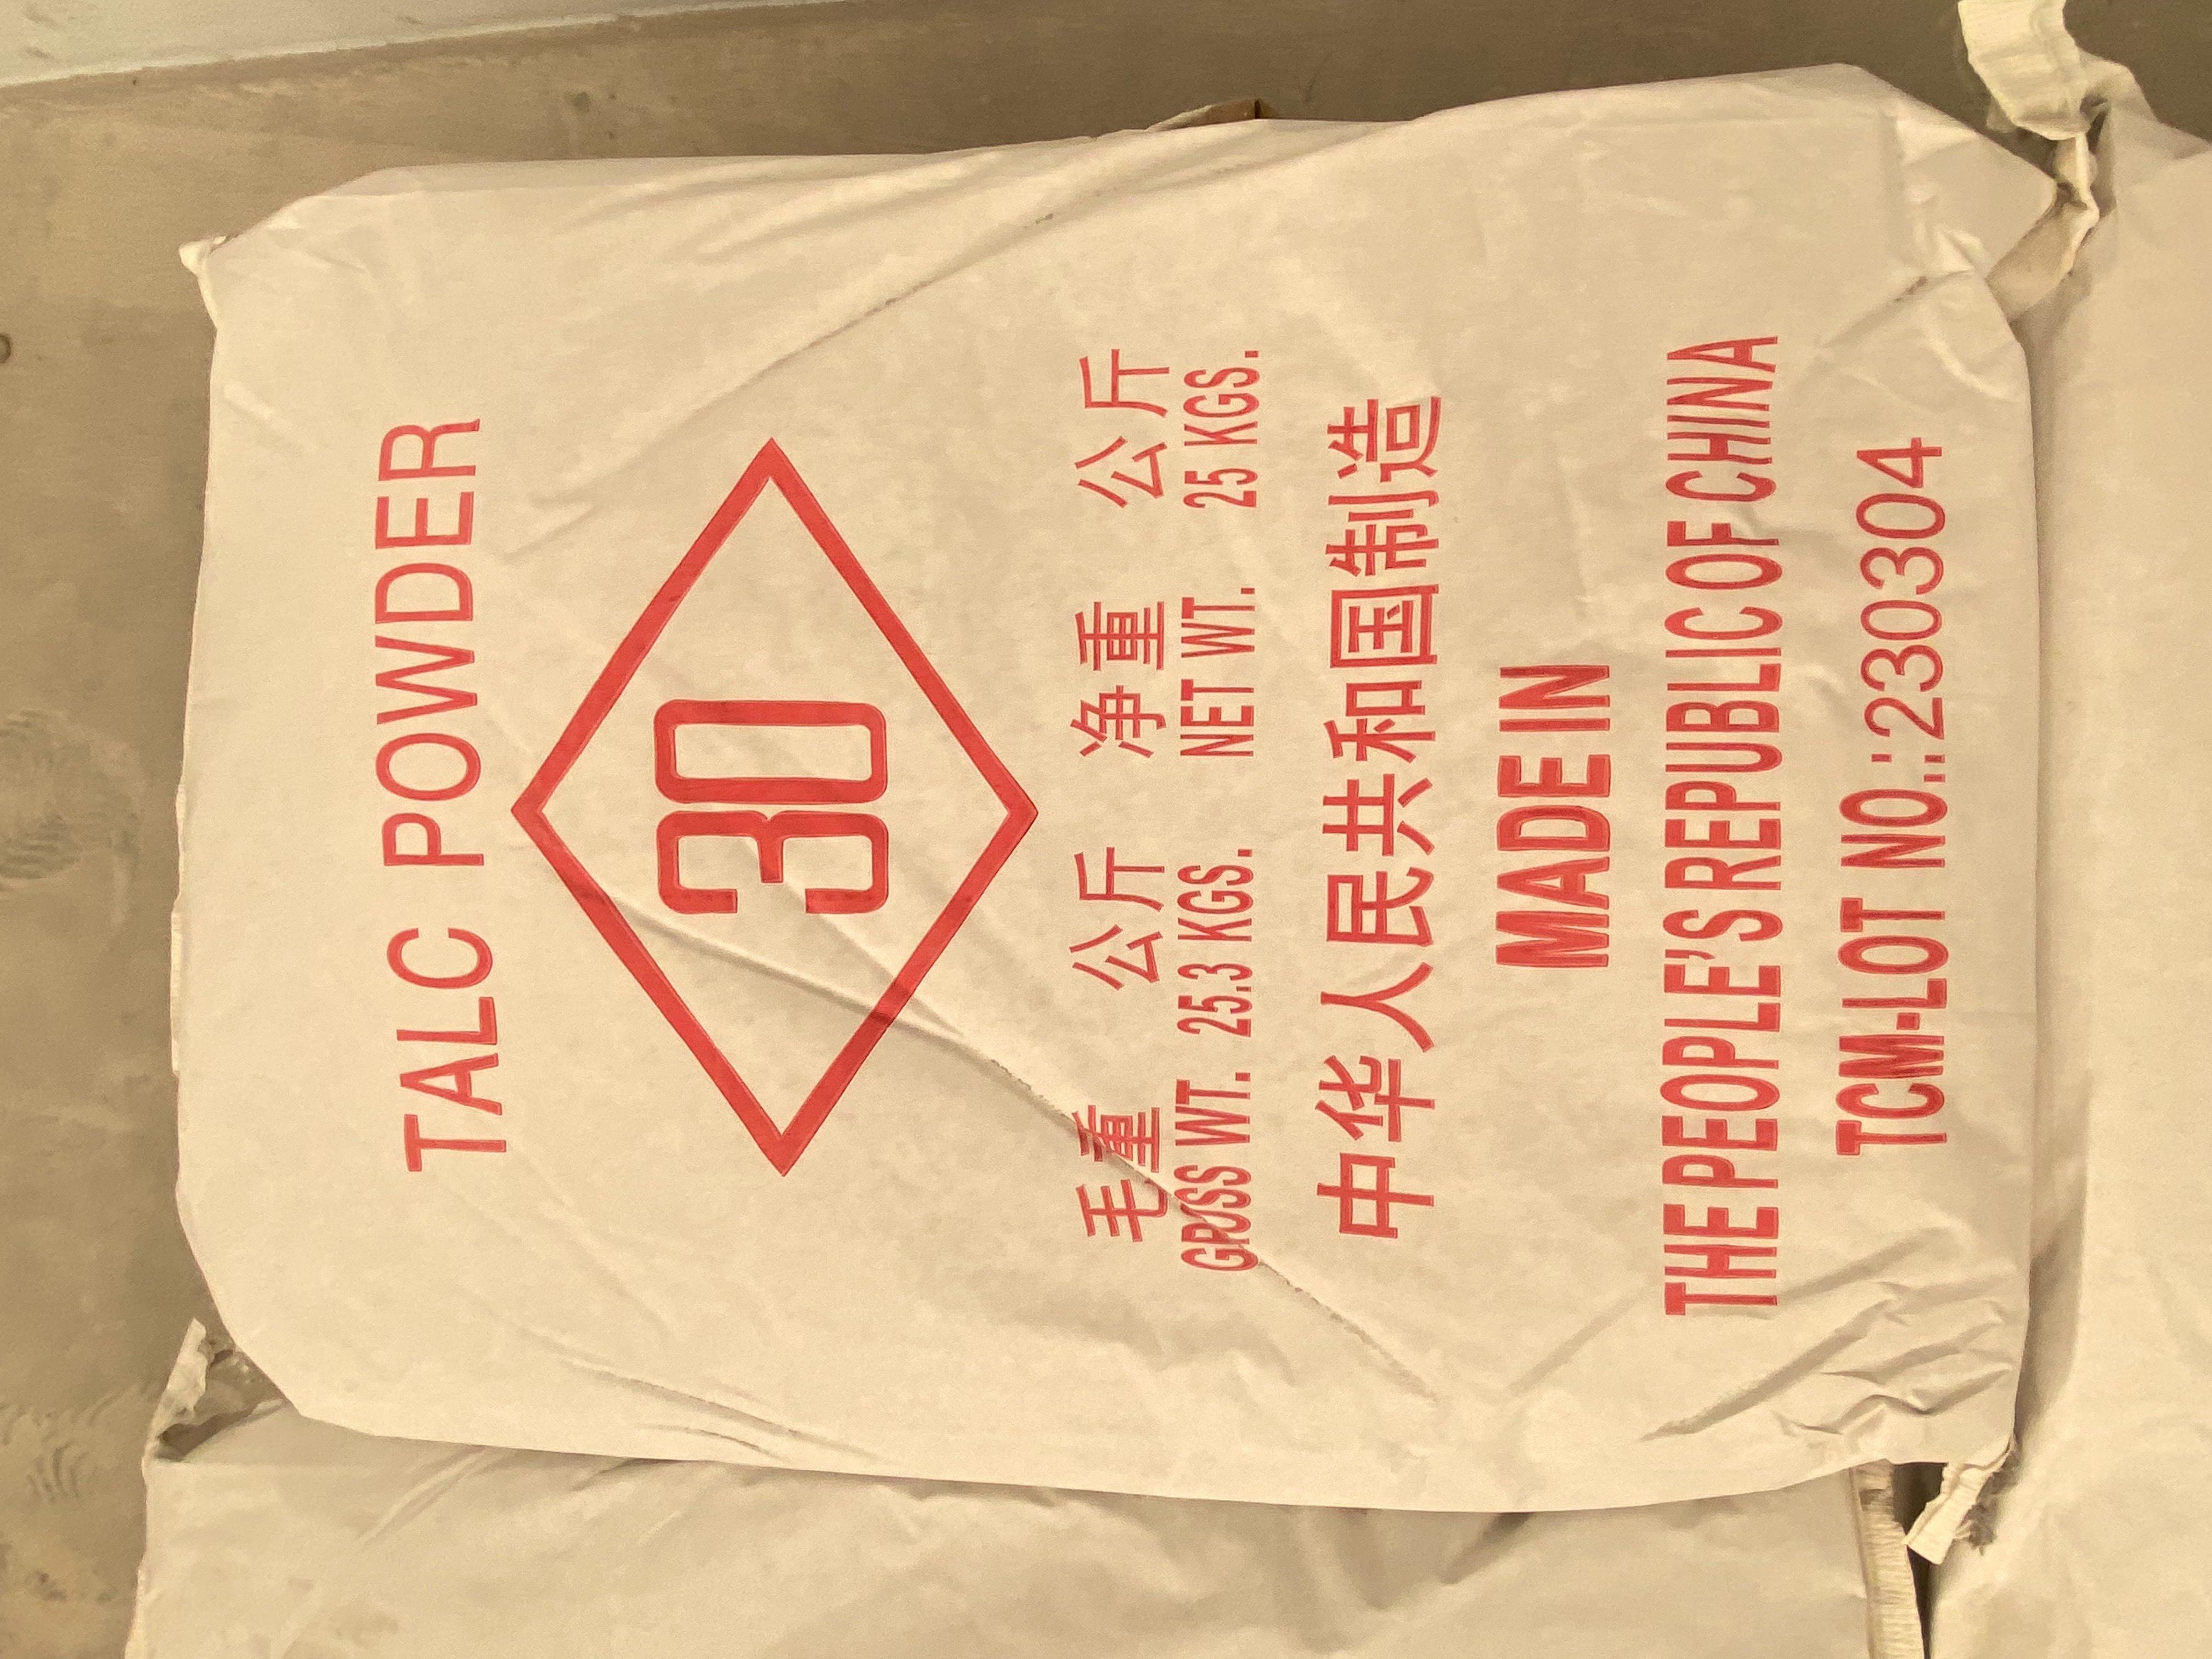 TALC POWDER
30
毛重 公斤 净重 公斤
GROSS WT. 25.3 KGS. NET WT. 25 KGS.
中华人民共和国制造
MADE IN
THE PEOPLE'S REPUBLIC OF CHINA
TCM-LOT NO.:230304